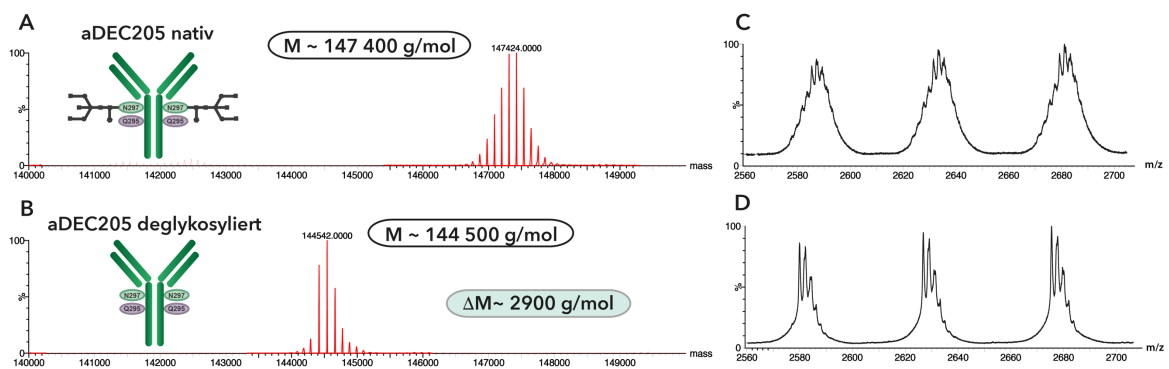 A
aDEC205 nativ
M ~ 147 400 g/mol
147424.0000
100
%
0
N297
N297
Q295
Q295
140000 141000 142000 143000 144000 145000 146000 147000 148000 149000
mass
B
aDEC205 deglykosyliert
M ~ 144 500 g/mol
144542.0000
ΔM~ 2900 g/mol
100
%
0
N297
N297
Q295
Q295
140000 141000 142000 143000 144000 145000 146000 147000 148000 149000
mass
C
100
%
0
2560 2580 2600 2620 2640 2660 2680 2700
m/z
D
100
%
0
2560 2580 2600 2620 2640 2660 2680 2700
m/z